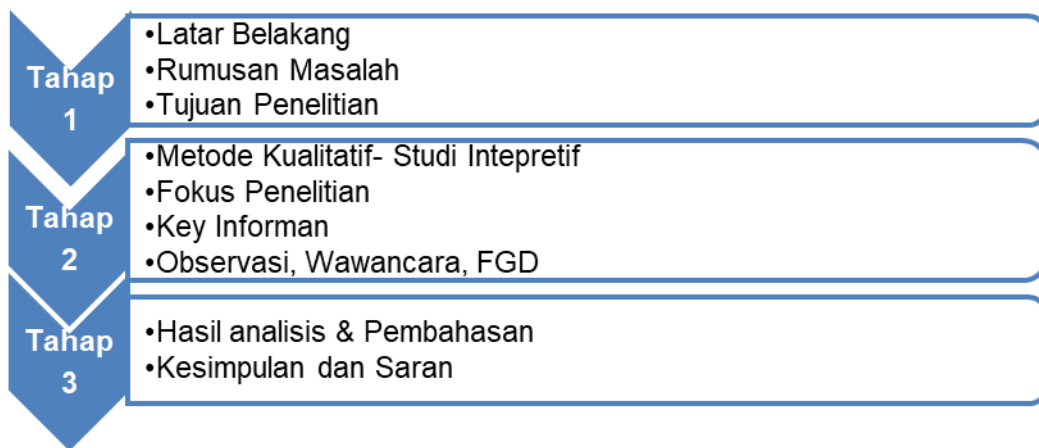 Tahap
1
•Latar Belakang
•Rumusan Masalah
•Tujuan Penelitian
Tahap
2
•Metode Kualitatif- Studi Intepretif
•Fokus Penelitian
•Key Informan
•Observasi, Wawancara, FGD
Tahap
3
•Hasil analisis & Pembahasan
•Kesimpulan dan Saran